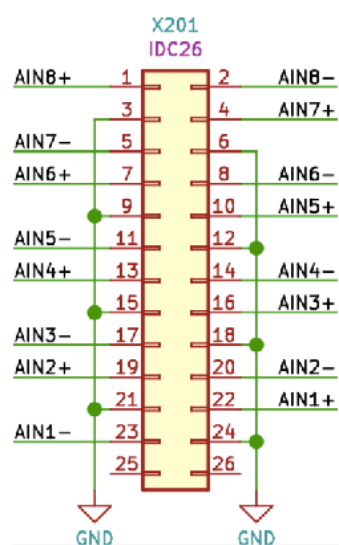 X201
IDC26
AIN8+ 1 2 AIN8-
3 4 AIN7+
AIN7- 5 6
AIN6+ 7 8 AIN6-
9 10 AIN5+
AIN5- 11 12
AIN4+ 13 14 AIN4-
15 16 AIN3+
AIN3- 17 18
AIN2+ 19 20 AIN2-
21 22 AIN1+
AIN1- 23 24
25 26
GND GND